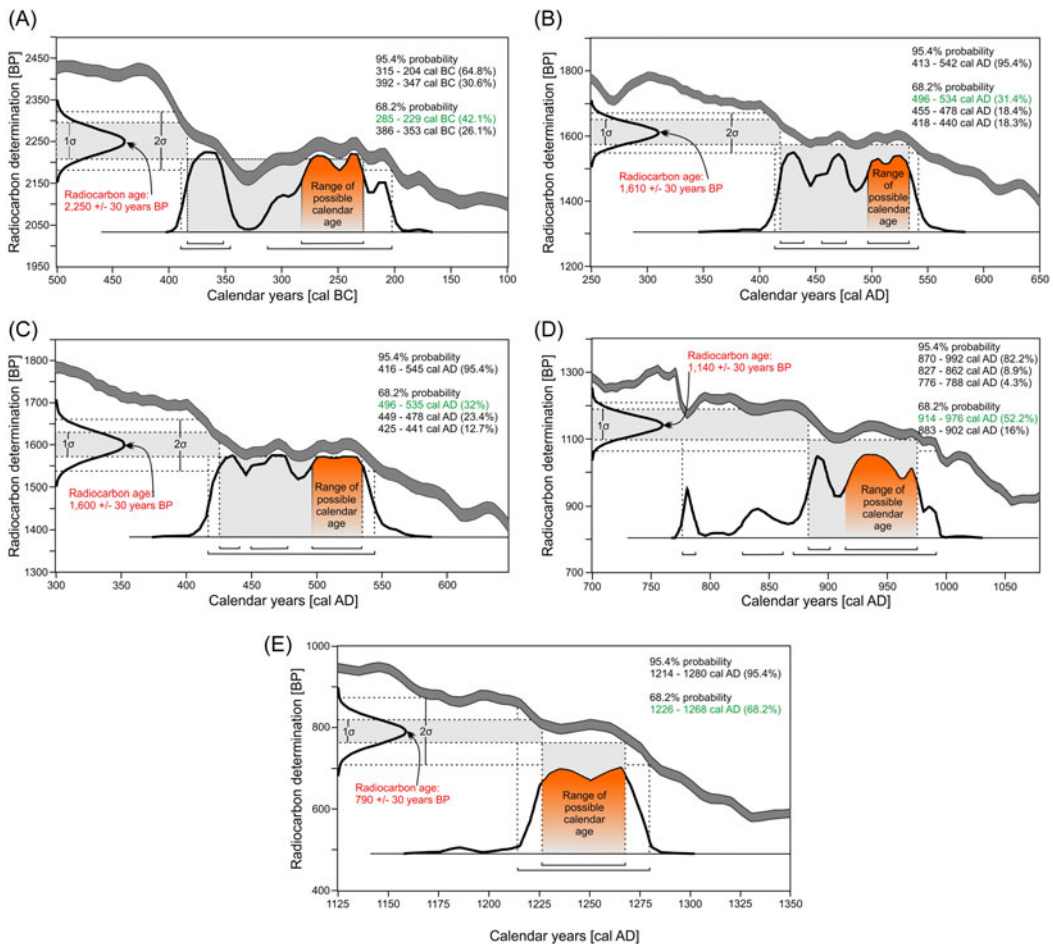 (A)
Radiocarbon determination [BP]
2450
2350
2250
2150
2050
1950
1σ
2σ
Radiocarbon age:
2,250 +/- 30 years BP
95.4% probability
315 - 204 cal BC (64.8%)
392 - 347 cal BC (30.6%)
68.2% probability
285 - 229 cal BC (42.1%)
386 - 353 cal BC (26.1%)
Range of
possible
calendar
age
500
450
400
350
300
250
200
150
100
Calendar years [cal BC]
(B)
Radiocarbon determination [BP]
1800
1600
1400
1200
1σ
2σ
Radiocarbon age:
1,610 +/- 30 years BP
95.4% probability
413 - 542 cal AD (95.4%)
68.2% probability
496 - 534 cal AD (31.4%)
455 - 478 cal AD (18.4%)
418 - 440 cal AD (18.3%)
Range of
possible
calendar
age
250
300
350
400
450
500
550
600
650
Calendar years [cal AD]
(C)
Radiocarbon determination [BP]
1800
1700
1600
1500
1400
1300
1σ
2σ
Radiocarbon age:
1,600 +/- 30 years BP
95.4% probability
416 - 545 cal AD (95.4%)
68.2% probability
496 - 535 cal AD (32%)
449 - 478 cal AD (23.4%)
425 - 441 cal AD (12.7%)
Range of
possible
calendar
age
300
400
450
500
550
600
Calendar years [cal AD]
(D)
Radiocarbon determination [BP]
1300
1100
900
700
1σ
Radiocarbon age:
1,140 +/- 30 years BP
95.4% probability
870 - 992 cal AD (82.2%)
827 - 862 cal AD (8.9%)
776 - 788 cal AD (4.3%)
68.2% probability
914 - 976 cal AD (52.2%)
883 - 902 cal AD (16%)
Range of
possible
calendar
age
700
750
800
850
900
950
1000
1050
Calendar years [cal AD]
(E)
Radiocarbon determination [BP]
1000
800
600
400
1σ
2σ
Radiocarbon age:
790 +/- 30 years BP
95.4% probability
1214 - 1280 cal AD (95.4%)
68.2% probability
1226 - 1268 cal AD (68.2%)
Range of
possible
calendar
age
1125
1150
1200
1225
1250
1275
1300
1325
1350
Calendar years [cal AD]